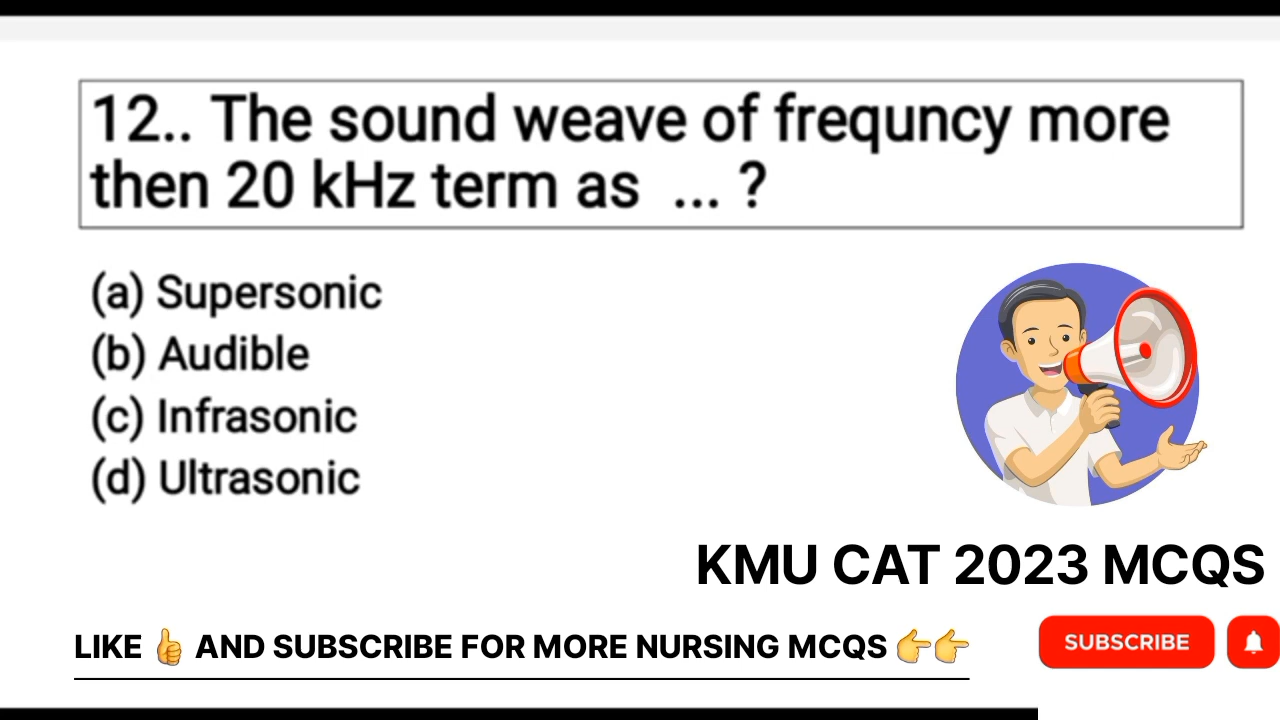 12.. The sound weave of frequncy more
then 20 kHz term as ... ?
(a) Supersonic
(b) Audible
(c) Infrasonic
(d) Ultrasonic
KMU CAT 2023 MCQS
LIKE 👍 AND SUBSCRIBE FOR MORE NURSING MCQS 👉👉
SUBSCRIBE